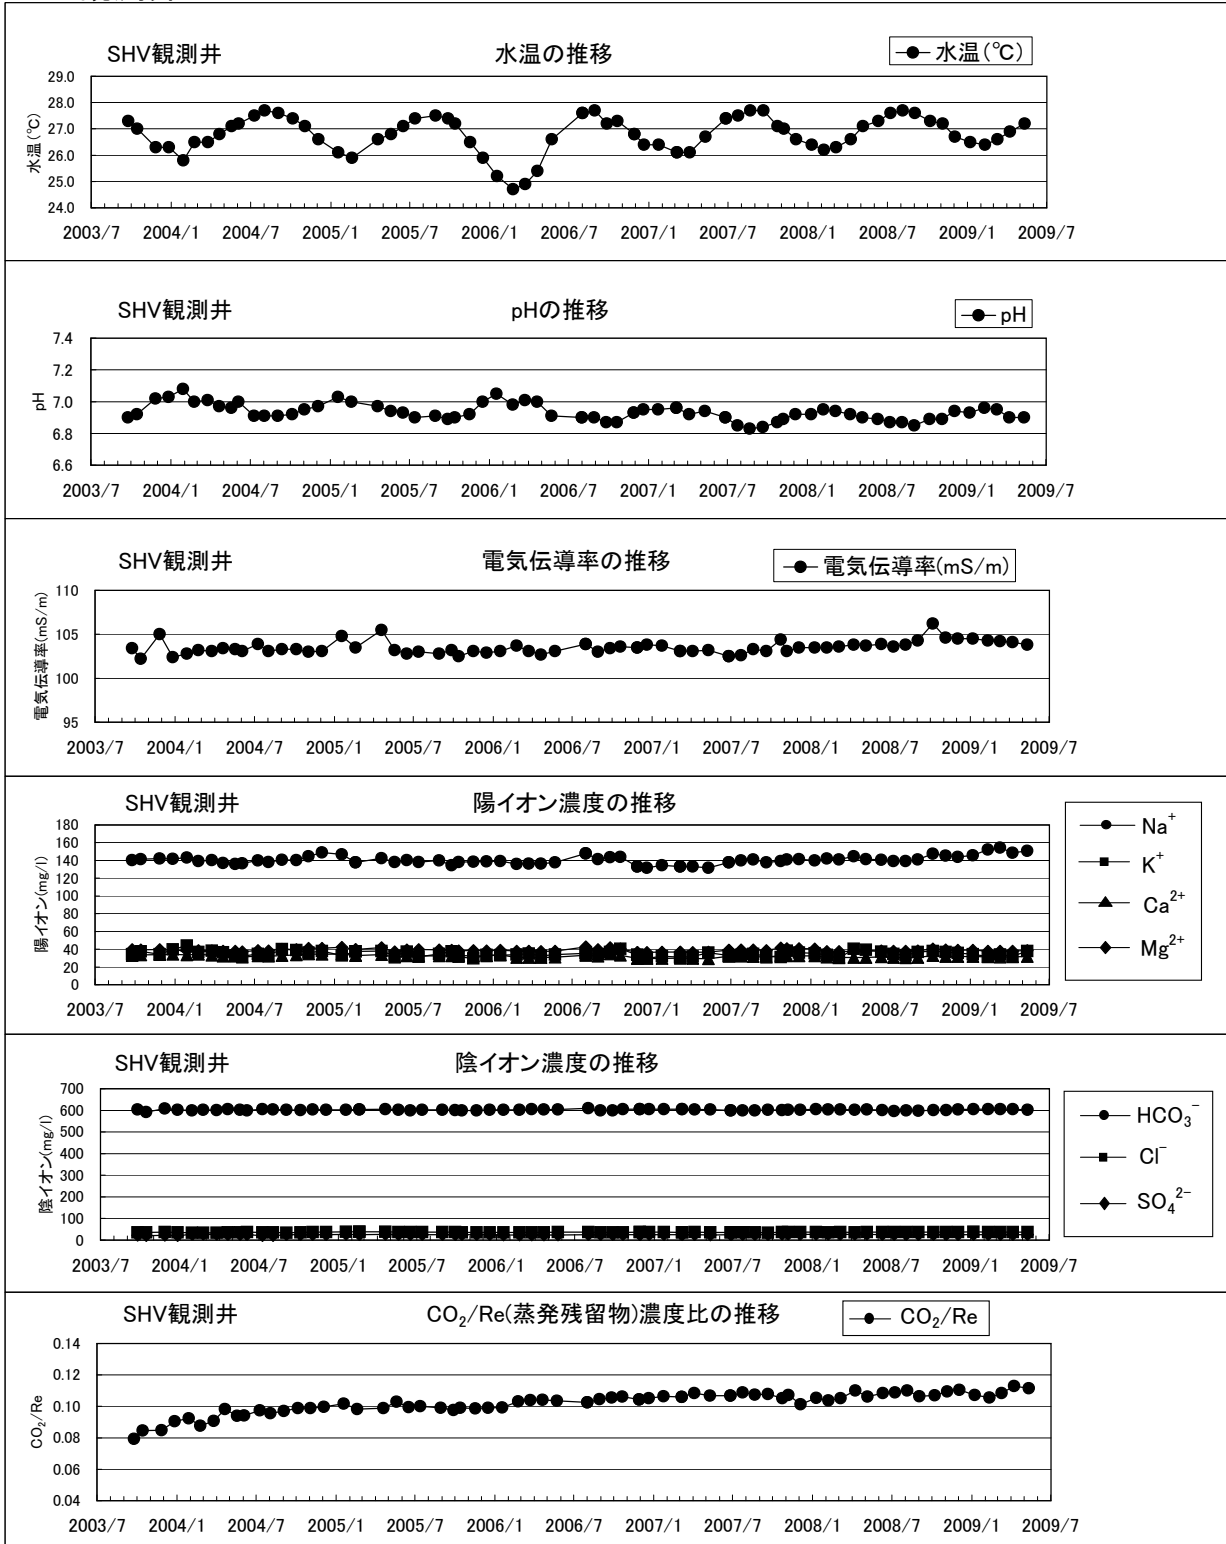 SHV観測井 水温の推移 水温(℃)
水温(℃)
29.0
28.0
27.0
26.0
25.0
24.0
2003/7 2004/1 2004/7 2005/1 2005/7 2006/1 2006/7 2007/1 2007/7 2008/1 2008/7 2009/1 2009/7
SHV観測井 pHの推移 pH
pH
7.4
7.2
7.0
6.8
6.6
2003/7 2004/1 2004/7 2005/1 2005/7 2006/1 2006/7 2007/1 2007/7 2008/1 2008/7 2009/1 2009/7
SHV観測井 電気伝導率の推移 電気伝導率(mS/m)
電気伝導率(mS/m)
110
105
100
95
2003/7 2004/1 2004/7 2005/1 2005/7 2006/1 2006/7 2007/1 2007/7 2008/1 2008/7 2009/1 2009/7
SHV観測井 陽イオン濃度の推移
陽イオン(mg/l)
180
160
140
120
100
80
60
40
20
0
2003/7 2004/1 2004/7 2005/1 2005/7 2006/1 2006/7 2007/1 2007/7 2008/1 2008/7 2009/1 2009/7
Na⁺
K⁺
Ca²⁺
Mg²⁺
SHV観測井 陰イオン濃度の推移
陰イオン(mg/l)
700
600
500
400
300
200
100
0
2003/7 2004/1 2004/7 2005/1 2005/7 2006/1 2006/7 2007/1 2007/7 2008/1 2008/7 2009/1 2009/7
HCO₃⁻
Cl⁻
SO₄²⁻
SHV観測井 CO₂/Re(蒸発残留物)濃度比の推移 CO₂/Re
CO₂/Re
0.14
0.12
0.10
0.08
0.06
0.04
2003/7 2004/1 2004/7 2005/1 2005/7 2006/1 2006/7 2007/1 2007/7 2008/1 2008/7 2009/1 2009/7